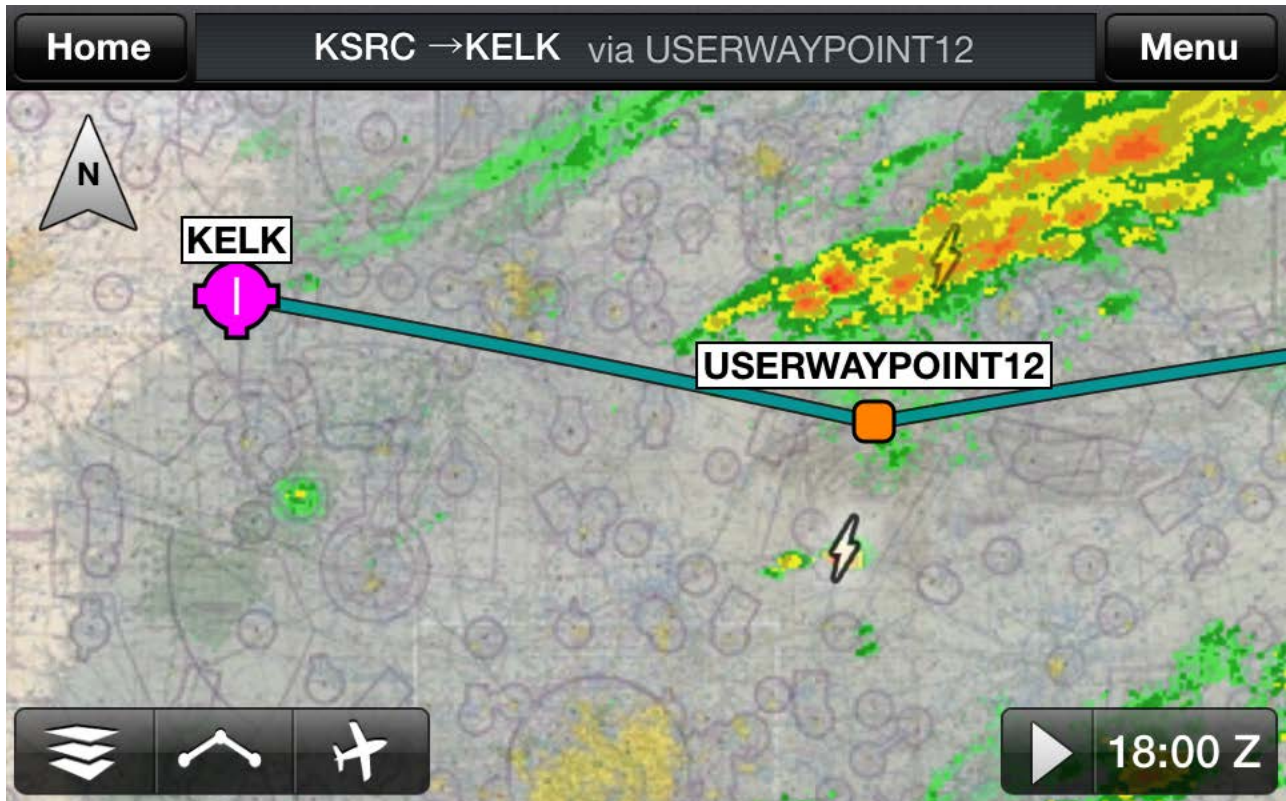 Home
KSRC →KELK via USERWAYPOINT12
Menu
N
KELK
USERWAYPOINT12
18:00 Z